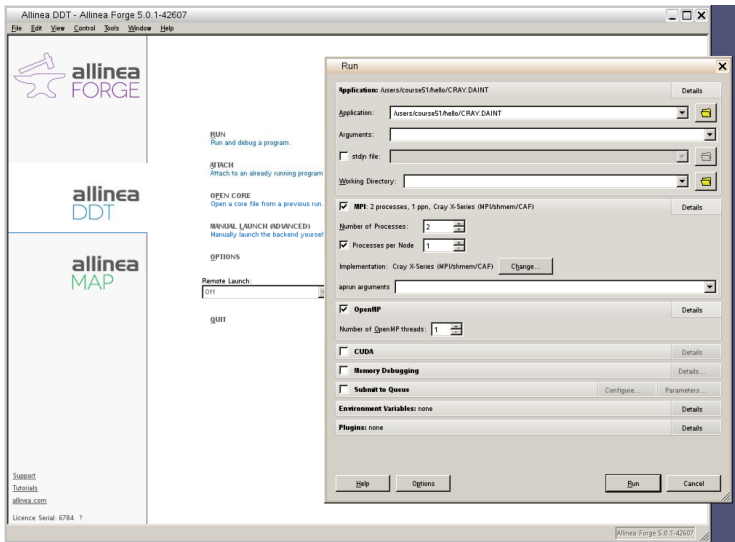 Allinea DDT - Allinea Forge 5.0.1-42607
File Edit View Control Tools Window Help
allinea
FORGE
allinea
DDT
allinea
MAP
RUN
Run and debug a program.
ATTACH
Attach to an already running program
OPEN CORE
Open a core file from a previous run.
MANUAL LAUNCH (ADVANCED)
Manually launch the backend yourself
OPTIONS
Remote Launch:
Off
QUIT
Support
Tutorials
allinea.com
Licence Serial: 6784 ?
Run
Application: /users/course51/hello/CRAY.DAINT Details
Application: /users/course51/hello/CRAY.DAINT
Arguments:
stdin file:
Working Directory:
MPI: 2 processes, 1 ppn, Cray X-Series (MPI/shmem/CAF) Details
Number of Processes: 2
Processes per Node 1
Implementation: Cray X-Series (MPI/shmem/CAF) Change...
aprun arguments
OpenMP Details
Number of OpenMP threads: 1
CUDA Details
Memory Debugging Details...
Submit to Queue Configure... Parameters...
Environment Variables: none Details
Plugins: none Details
Help Options Run Cancel
Allinea Forge 5.0.1-42607